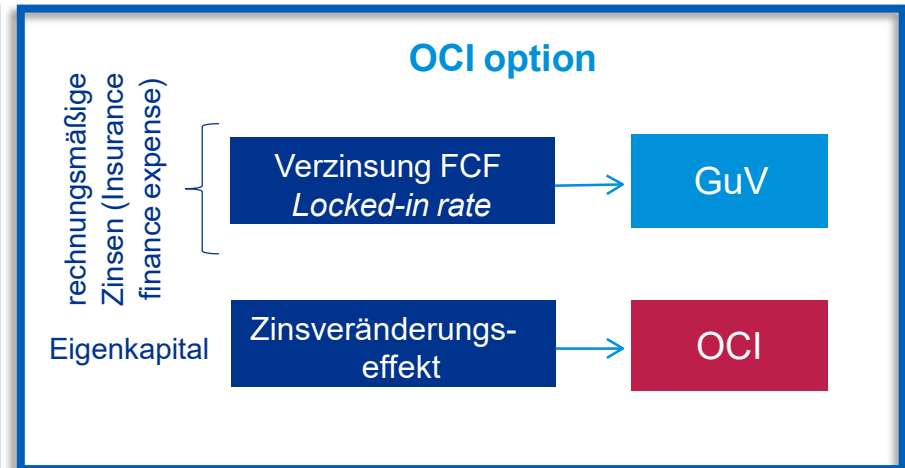 OCI option
rechnungsmäßige
Zinsen (Insurance
finance expense)
Verzinsung FCF
Locked-in rate
GuV
Eigenkapital
Zinsveränderungs-
effekt
OCI